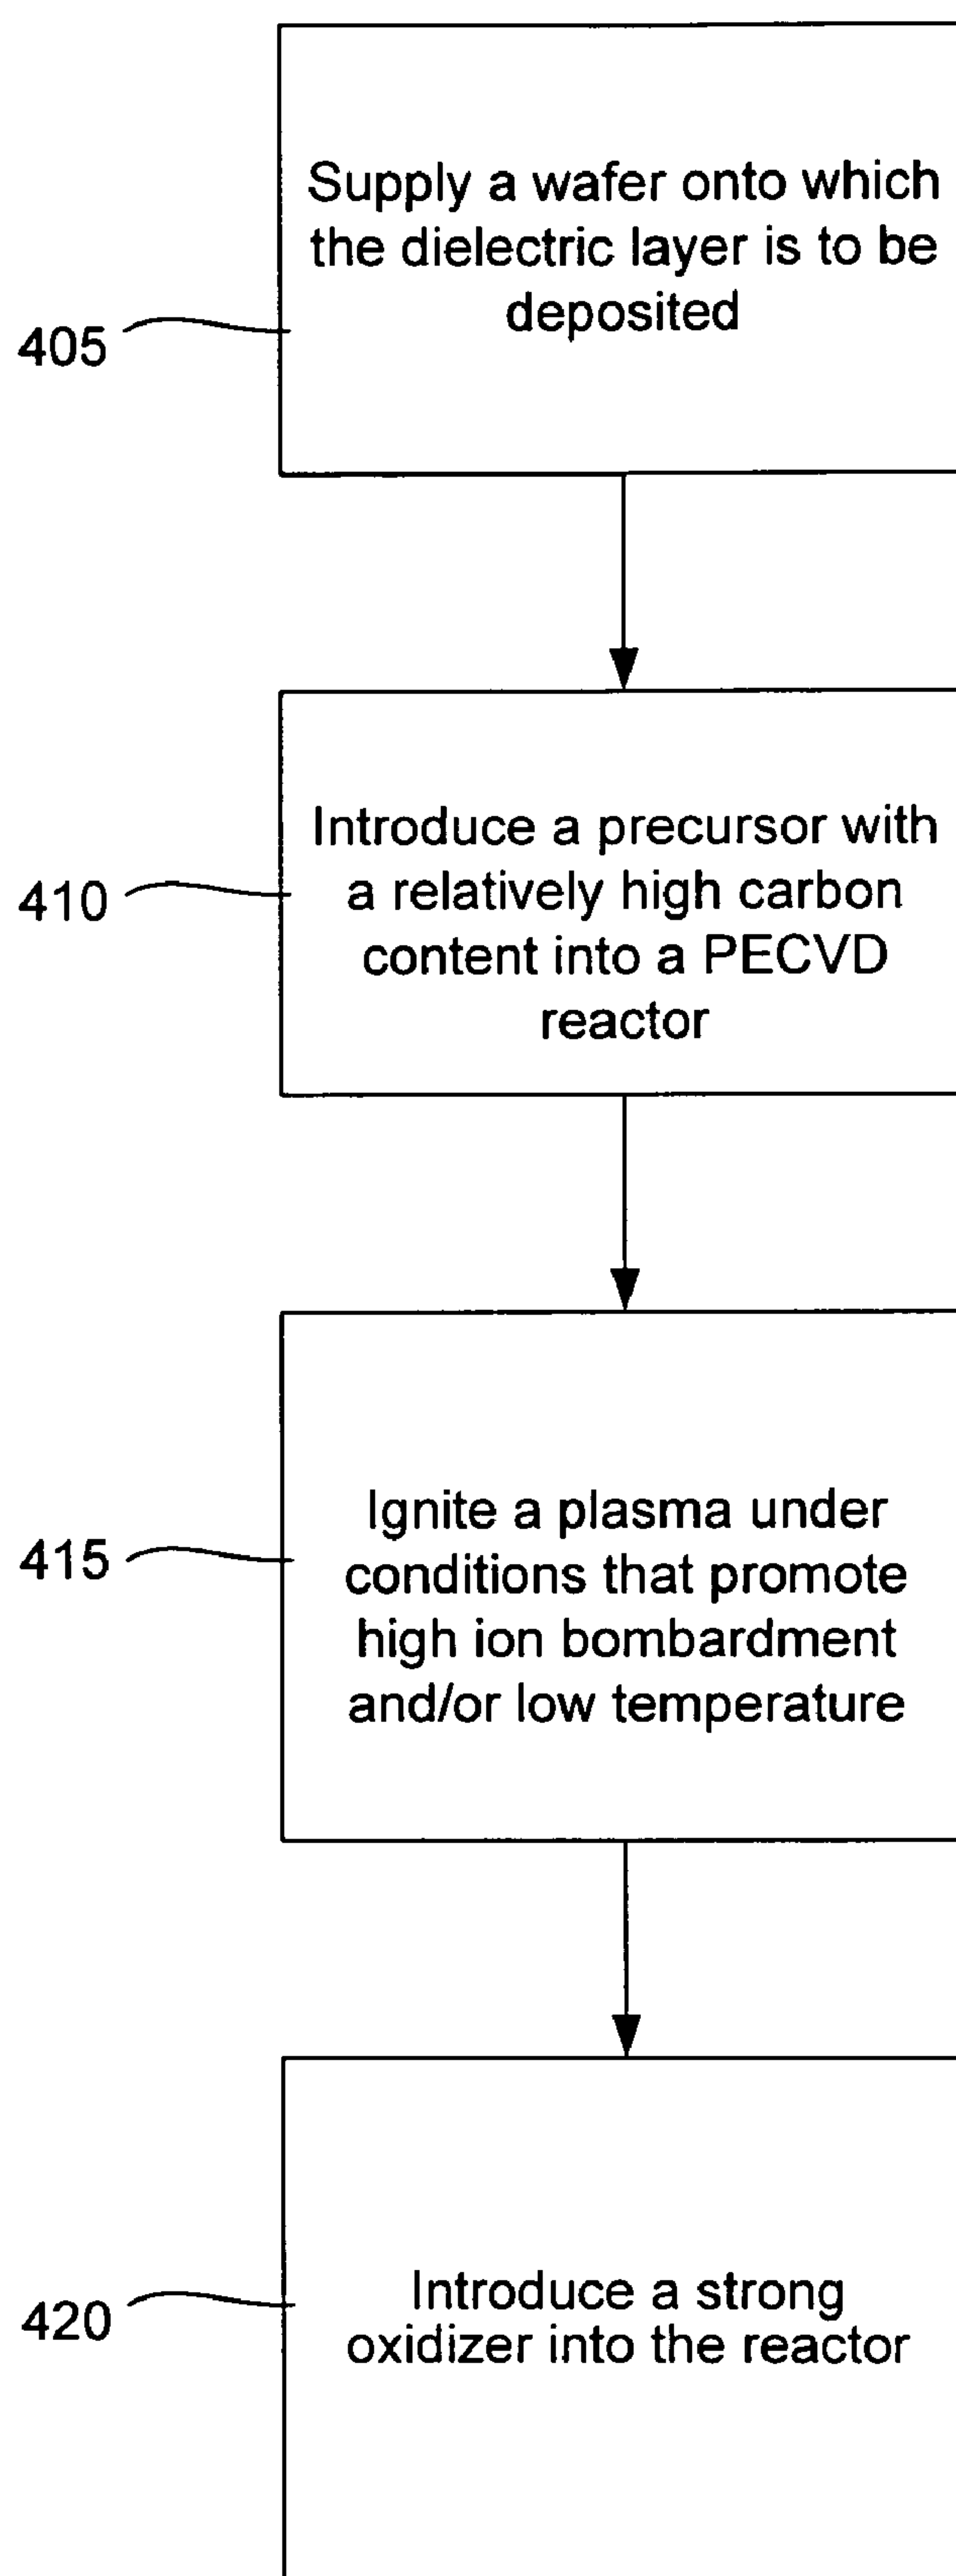 Supply a wafer onto which
the dielectric layer is to be
deposited
405
Introduce a precursor with
a relatively high carbon
content into a PECVD
reactor
410
Ignite a plasma under
conditions that promote
high ion bombardment
and/or low temperature
415
Introduce a strong
oxidizer into the reactor
420